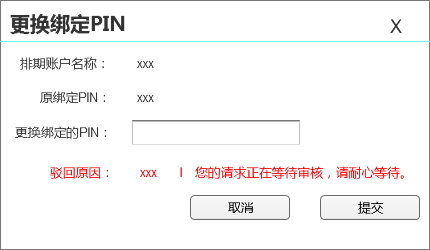 更换绑定PIN X
排期账户名称： xxx
原绑定PIN： xxx
更换绑定的PIN：
驳回原因： xxx | 您的请求正在等待审核，请耐心等待。
取消 提交